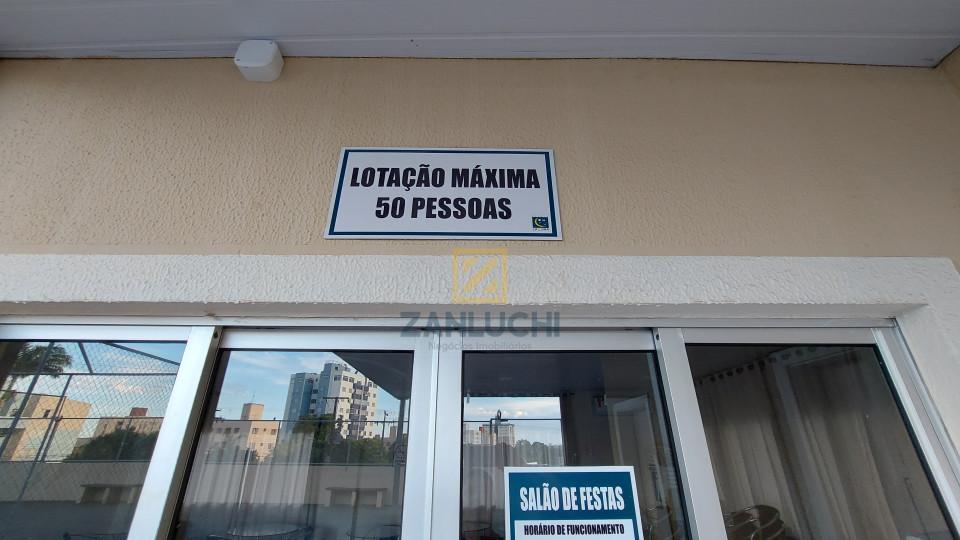 LOTAÇÃO MÁXIMA
50 PESSOAS
ZANLUCHI
Negócios Imobiliários
SALÃO DE FESTAS
HORÁRIO DE FUNCIONAMENTO